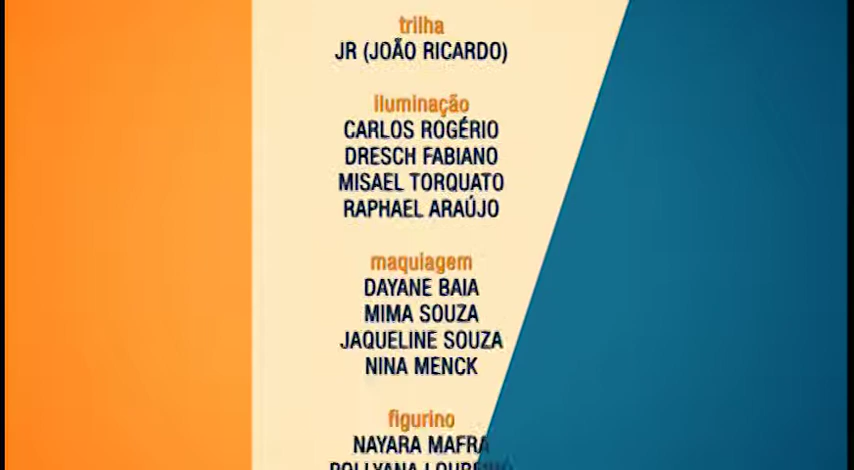 trilha
JR (JOÃO RICARDO)
iluminação
CARLOS ROGÉRIO
DRESCH FABIANO
MISAEL TORQUATO
RAPHAEL ARAÚJO
maquiagem
DAYANE BAIA
MIMA SOUZA
JAQUELINE SOUZA
NINA MENCK
figurino
NAYARA MAFRA
POLLYANA